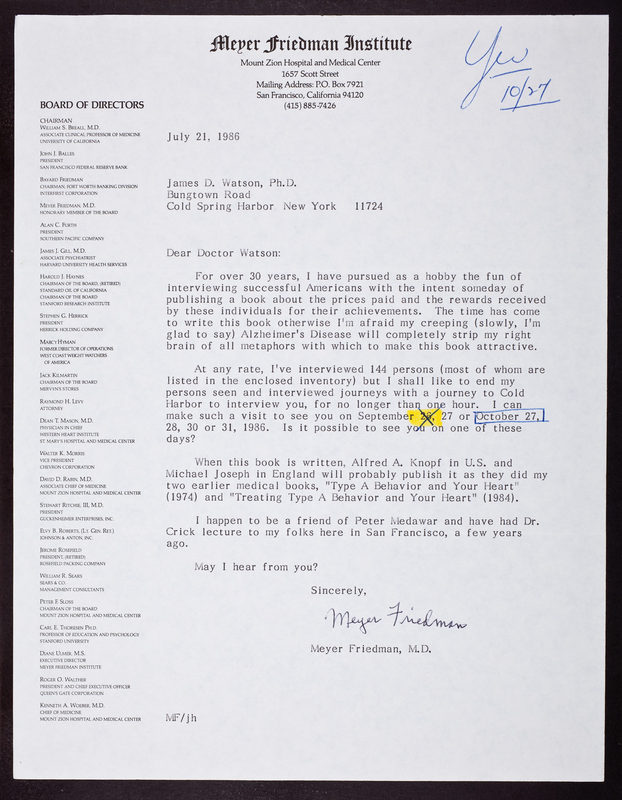 Meyer Friedman Institute
Mount Zion Hospital and Medical Center
1657 Scott Street
Mailing Address: P.O. Box 7921
San Francisco, California 94120
(415) 885-7426
Yes
10/27
BOARD OF DIRECTORS
CHAIRMAN
WILLIAM S. BREALL, M.D.
ASSOCIATE CLINICAL PROFESSOR OF MEDICINE
UNIVERSITY OF CALIFORNIA
JOHN J. BALLES
PRESIDENT
SAN FRANCISCO FEDERAL RESERVE BANK
BAYARD FRIEDMAN
CHAIRMAN, FORT WORTH BANKING DIVISION
INTERFIRST CORPORATION
MEYER FRIEDMAN, M.D.
HONORARY MEMBER OF THE BOARD
ALAN C. FURTH
PRESIDENT
SOUTHERN PACIFIC COMPANY
JAMES J. GILL, M.D.
ASSOCIATE PSYCHIATRIST
HARVARD UNIVERSITY HEALTH SERVICES
HAROLD J. HAYNES
CHAIRMAN OF THE BOARD, (RETIRED)
STANDARD OIL OF CALIFORNIA
CHAIRMAN OF THE BOARD
STANFORD RESEARCH INSTITUTE
STEPHEN G. HERRICK
PRESIDENT
HERRICK HOLDING COMPANY
MARCY HYMAN
FORMER DIRECTOR OF OPERATIONS
WEST COAST WEIGHT WATCHERS
OF AMERICA
JACK KILMARTIN
CHAIRMAN OF THE BOARD
MERVYN'S STORES
RAYMOND H. LEVY
ATTORNEY
DEAN T. MASON, M.D.
PHYSICIAN IN CHIEF
WESTERN HEART INSTITUTE
ST. MARY'S HOSPITAL AND MEDICAL CENTER
WALTER K. MORRIS
VICE PRESIDENT
CHEVRON CORPORATION
DAVID D. RABIN, M.D.
ASSOCIATE CHIEF OF MEDICINE
MOUNT ZION HOSPITAL AND MEDICAL CENTER
STEWART RITCHIE, III, M.D.
PRESIDENT
GUCKENHEIMER ENTERPRISES, INC.
ELVY B. ROBERTS, (LT. GEN. RET.)
JOHNSON & ANTON, INC
JEROME ROSEFIELD
PRESIDENT, (RETIRED)
ROSEFIELD PACKING COMPANY
WILLIAM R. SEARS
SEARS & CO.
MANAGEMENT CONSULTANTS
PETER F. SLOSS
CHAIRMAN OF THE BOARD
MOUNT ZION HOSPITAL AND MEDICAL CENTER
CARL E. THORESEN PH.D.
PROFESSOR OF EDUCATION AND PSYCHOLOGY
STANFORD UNIVERSITY
DIANE ULMER, M.S.
EXECUTIVE DIRECTOR
MEYER FRIEDMAN INSTITUTE
ROGER O. WALTHER
PRESIDENT AND CHIEF EXECUTIVE OFFICER
QUEEN'S GATE CORPORATION
KENNETH A. WOEBER, M.D.
CHIEF OF MEDICINE
MOUNT ZION HOSPITAL AND MEDICAL CENTER
July 21, 1986
James D. Watson, Ph.D.
Bungtown Road
Cold Spring Harbor New York 11724
Dear Doctor Watson:
For over 30 years, I have pursued as a hobby the fun of
interviewing successful Americans with the intent someday of
publishing a book about the prices paid and the rewards received
by these individuals for their achievements. The time has come
to write this book otherwise I'm afraid my creeping (slowly, I'm
glad to say) Alzheimer's Disease will completely strip my right
brain of all metaphors with which to make this book attractive.
At any rate, I've interviewed 144 persons (most of whom are
listed in the enclosed inventory) but I shall like to end my
persons seen and interviewed journeys with a journey to Cold
Harbor to interview you, for no longer than one hour. I can
make such a visit to see you on September 27 or October 27,
28, 30 or 31, 1986. Is it possible to see you on one of these
days?
When this book is written, Alfred A. Knopf in U.S. and
Michael Joseph in England will probably publish it as they did my
two earlier medical books, "Type A Behavior and Your Heart"
(1974) and "Treating Type A Behavior and Your Heart" (1984).
I happen to be a friend of Peter Medawar and have had Dr.
Crick lecture to my folks here in San Francisco, a few years
ago.
May I hear from you?
Sincerely,
Meyer Friedman
Meyer Friedman, M.D.
MF/jh